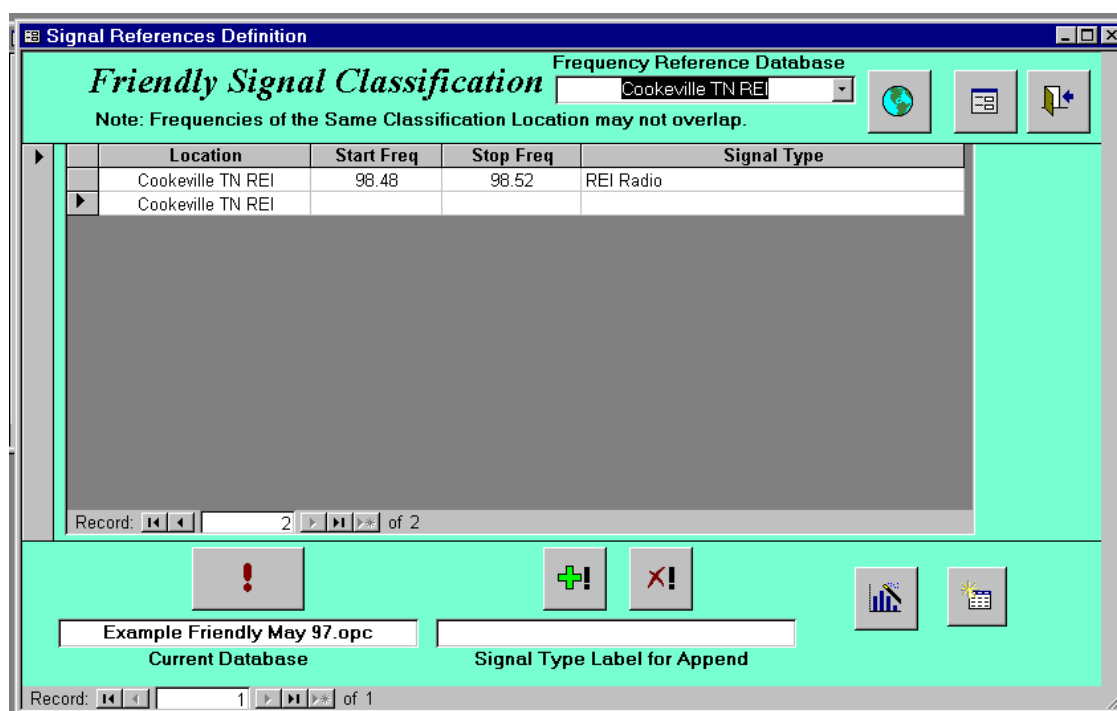 Signal References Definition
Friendly Signal Classification
Frequency Reference Database
Cookeville TN REI
Note: Frequencies of the Same Classification Location may not overlap.
Location Start Freq Stop Freq Signal Type
Cookeville TN REI 98.48 98.52 REI Radio
Cookeville TN REI
Record: 2 of 2
Example Friendly May 97.opc
Current Database
Signal Type Label for Append
Record: 1 of 1